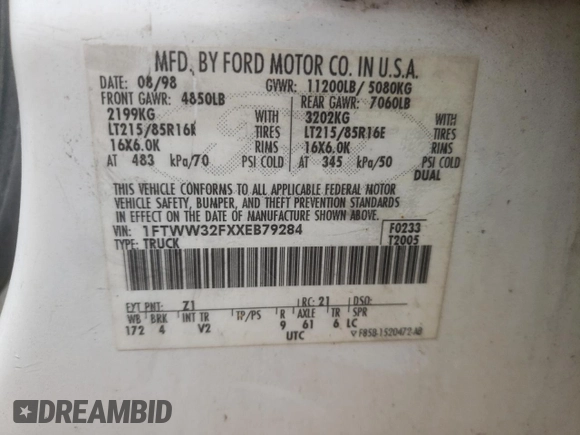 MFD. BY FORD MOTOR CO. IN U.S.A.
DATE: 08/98 GVWR: 11200LB/ 5080KG
FRONT GAWR: 4850LB REAR GAWR: 7060LB
2199KG WITH 3202KG WITH
LT215/85R16E TIRES LT215/85R16E TIRES
16X6.0K RIMS 16X6.0K RIMS
AT 483 kPa/70 PSI COLD AT 345 kPa/50 PSI COLD
DUAL
THIS VEHICLE CONFORMS TO ALL APPLICABLE FEDERAL MOTOR
VEHICLE SAFETY, BUMPER, AND THEFT PREVENTION STANDARDS
IN EFFECT ON THE DATE OF MANUFACTURE SHOWN ABOVE.
VIN: 1FTWW32FXXEB79284 F0233
TYPE: TRUCK T2005
EXT PNT: Z1 RC: 21 DSO:
WB BRK INT TR TP/PS R AXLE TR SPR
172 4 V2 9 61 6 LC
UTC F85B-1520472-AB
DREAMBID